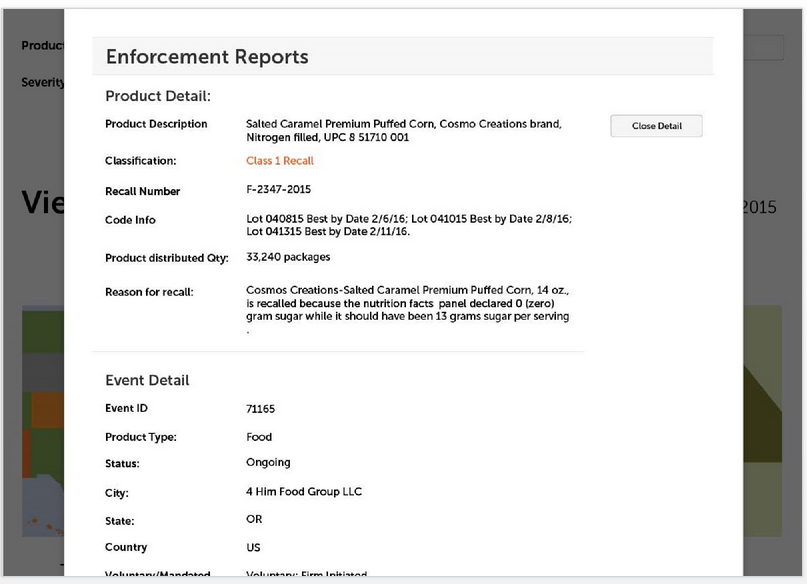 Enforcement Reports
Product Detail:
Product Description
Salted Caramel Premium Puffed Corn, Cosmo Creations brand,
Nitrogen filled, UPC 8 51710 001
Close Detail
Classification:
Class 1 Recall
Recall Number
F-2347-2015
Code Info
Lot 040815 Best by Date 2/6/16; Lot 041015 Best by Date 2/8/16;
Lot 041315 Best by Date 2/11/16.
Product distributed Qty:
33,240 packages
Reason for recall:
Cosmos Creations-Salted Caramel Premium Puffed Corn, 14 oz.,
is recalled because the nutrition facts panel declared 0 (zero)
gram sugar while it should have been 13 grams sugar per serving
.
Event Detail
Event ID
71165
Product Type:
Food
Status:
Ongoing
City:
4 Him Food Group LLC
State:
OR
Country
US
Voluntary/Mandated
Voluntary: Firm Initiated
Produc
Severity
Vie
2015